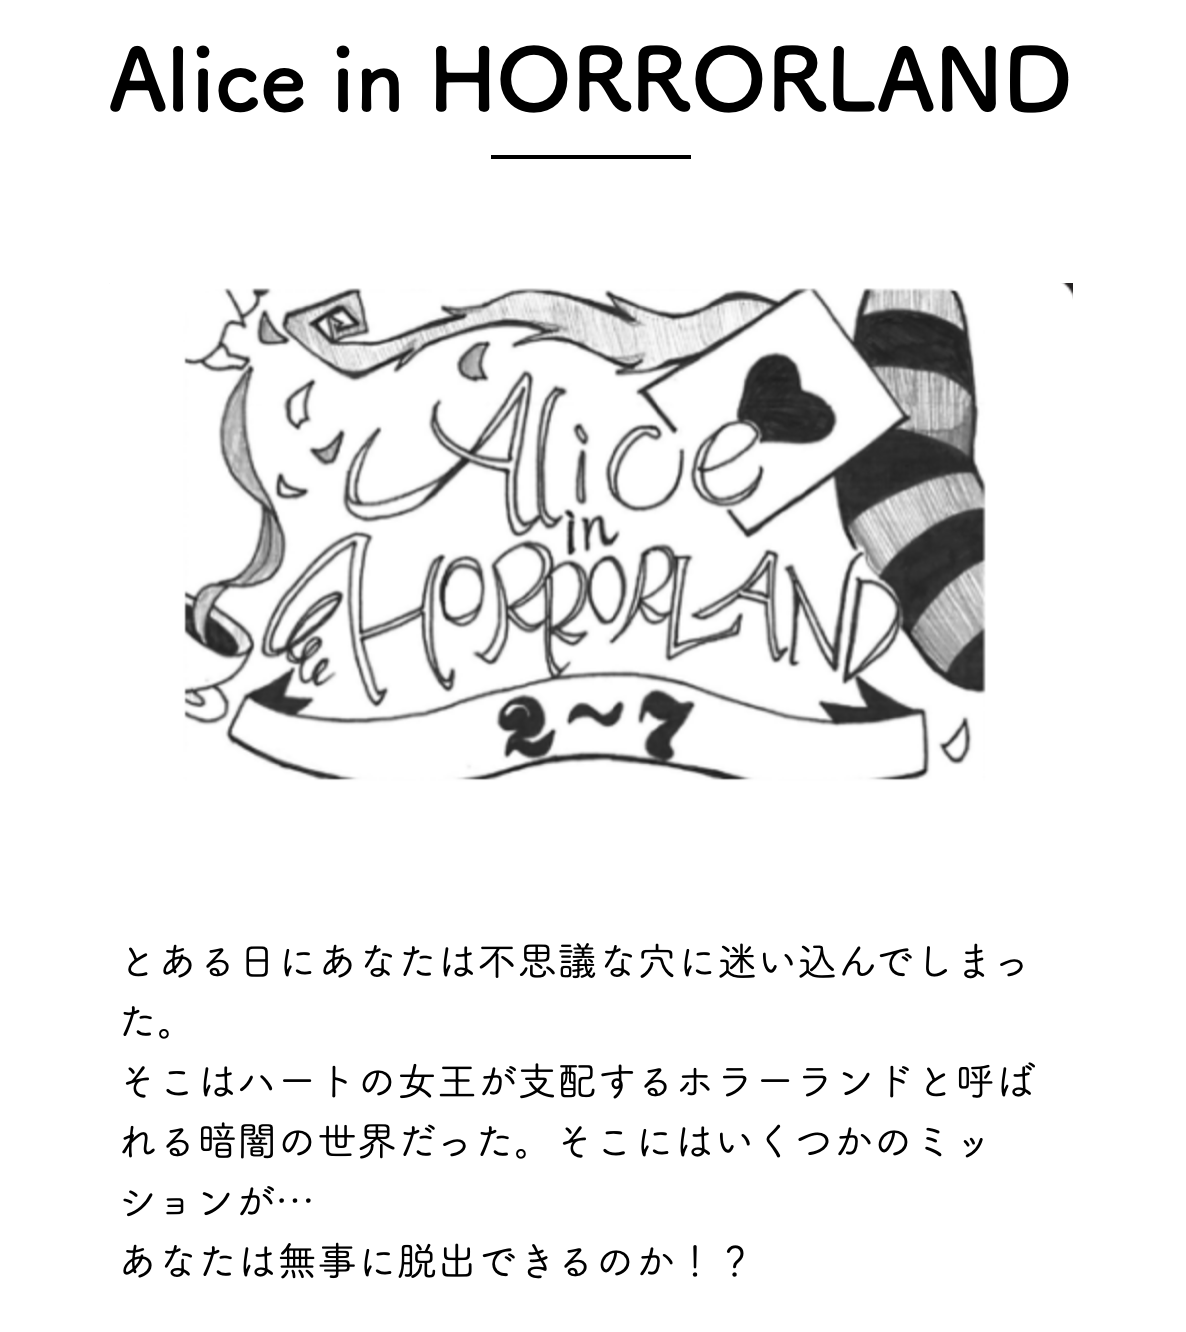 Alice in HORRORLAND
Alice
in
HORRORLAND
2~7
とある日にあなたは不思議な穴に迷い込んでしまっ
た。
そこはハートの女王が支配するホラーランドと呼ば
れる暗闇の世界だった。そこにはいくつかのミッ
ションが…
あなたは無事に脱出できるのか！？